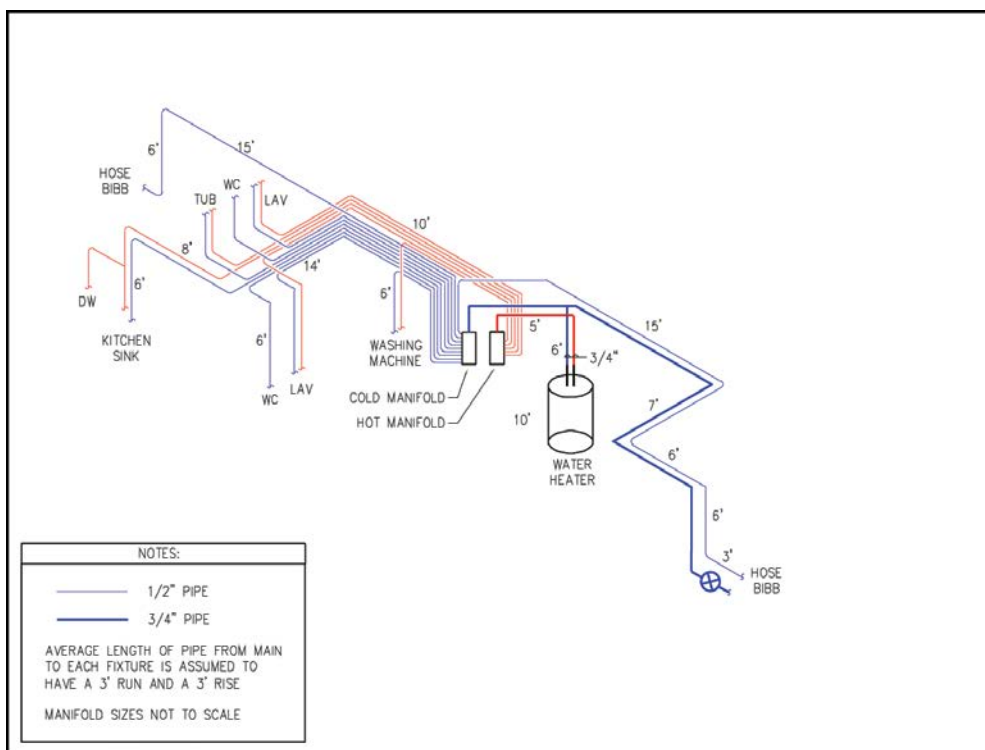 6'
15'
HOSE
BIBB
WC
LAV
TUB
10'
8'
14'
6'
DW
KITCHEN
SINK
6'
WC
LAV
6'
WASHING
MACHINE
5'
6'
3/4"
15'
COLD MANIFOLD
HOT MANIFOLD
10'
WATER
HEATER
7'
6'
6'
3'
HOSE
BIBB
NOTES:
1/2" PIPE
3/4" PIPE
AVERAGE LENGTH OF PIPE FROM MAIN
TO EACH FIXTURE IS ASSUMED TO
HAVE A 3' RUN AND A 3' RISE
MANIFOLD SIZES NOT TO SCALE